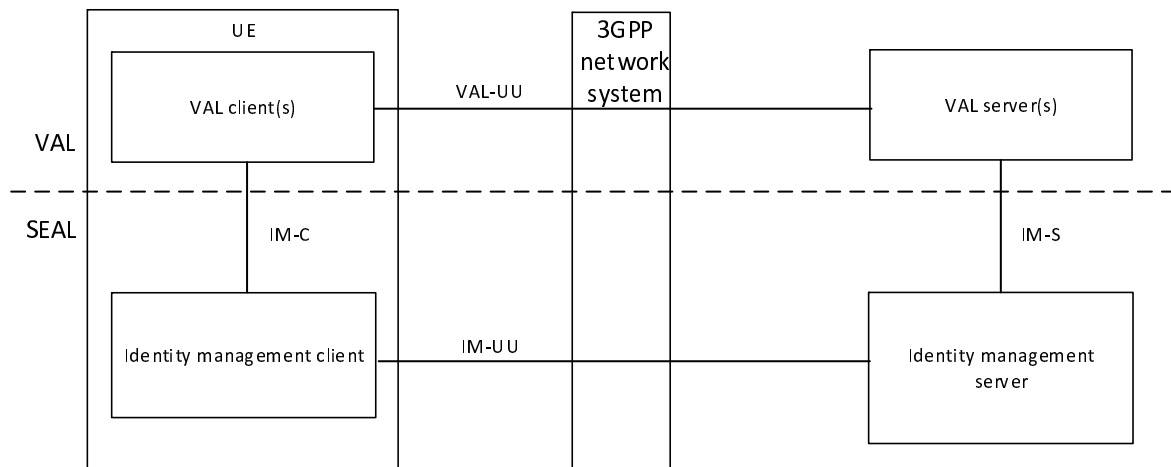 UE
3GPP
network
system
VAL client(s)
VAL-UU
VAL server(s)
VAL
SEAL
IM-C
IM-S
Identity management client
IM-UU
Identity management
server